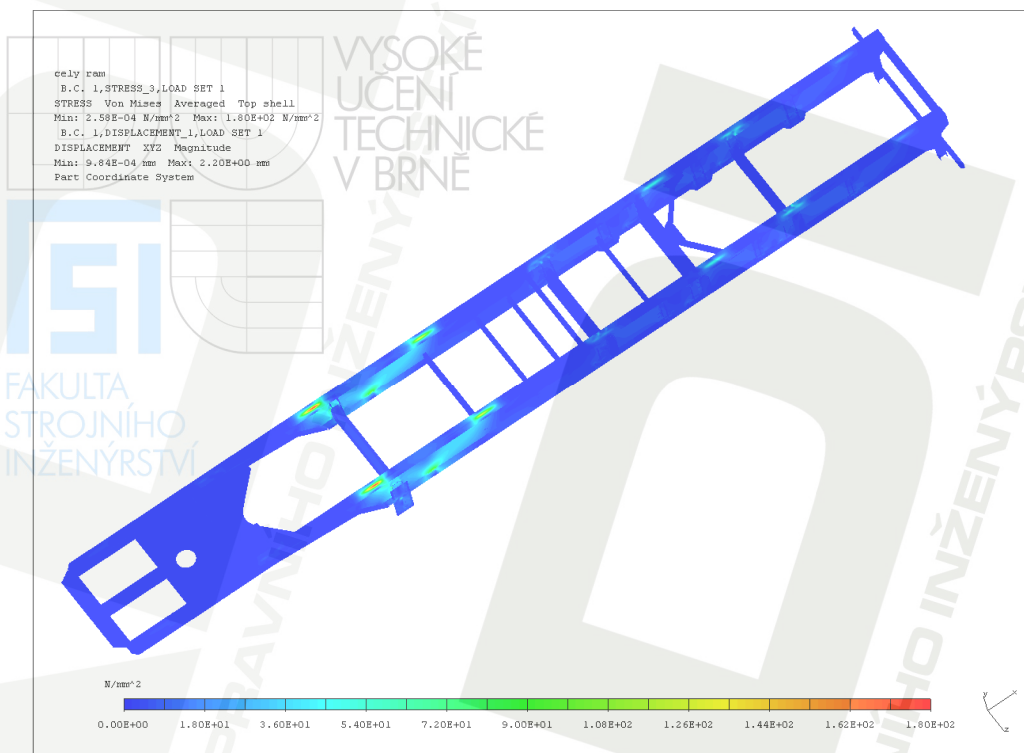 VYSOKÉ
UČENÍ
TECHNICKÉ
V BRNĚ
cely ram
B.C. 1,STRESS_3,LOAD SET 1
STRESS Von Mises Averaged Top shell
Min: 2.58E-04 N/mm^2 Max: 1.80E+02 N/mm^2
B.C. 1,DISPLACEMENT_1,LOAD SET 1
DISPLACEMENT XYZ Magnitude
Min: 9.84E-04 mm Max: 2.20E+00 mm
Part Coordinate System
FAKULTA
STROJNÍHO
INŽENÝRSTVÍ
N/mm^2
0.00E+00 1.80E+01 3.60E+01 5.40E+01 7.20E+01 9.00E+01 1.08E+02 1.26E+02 1.44E+02 1.62E+02 1.80E+02